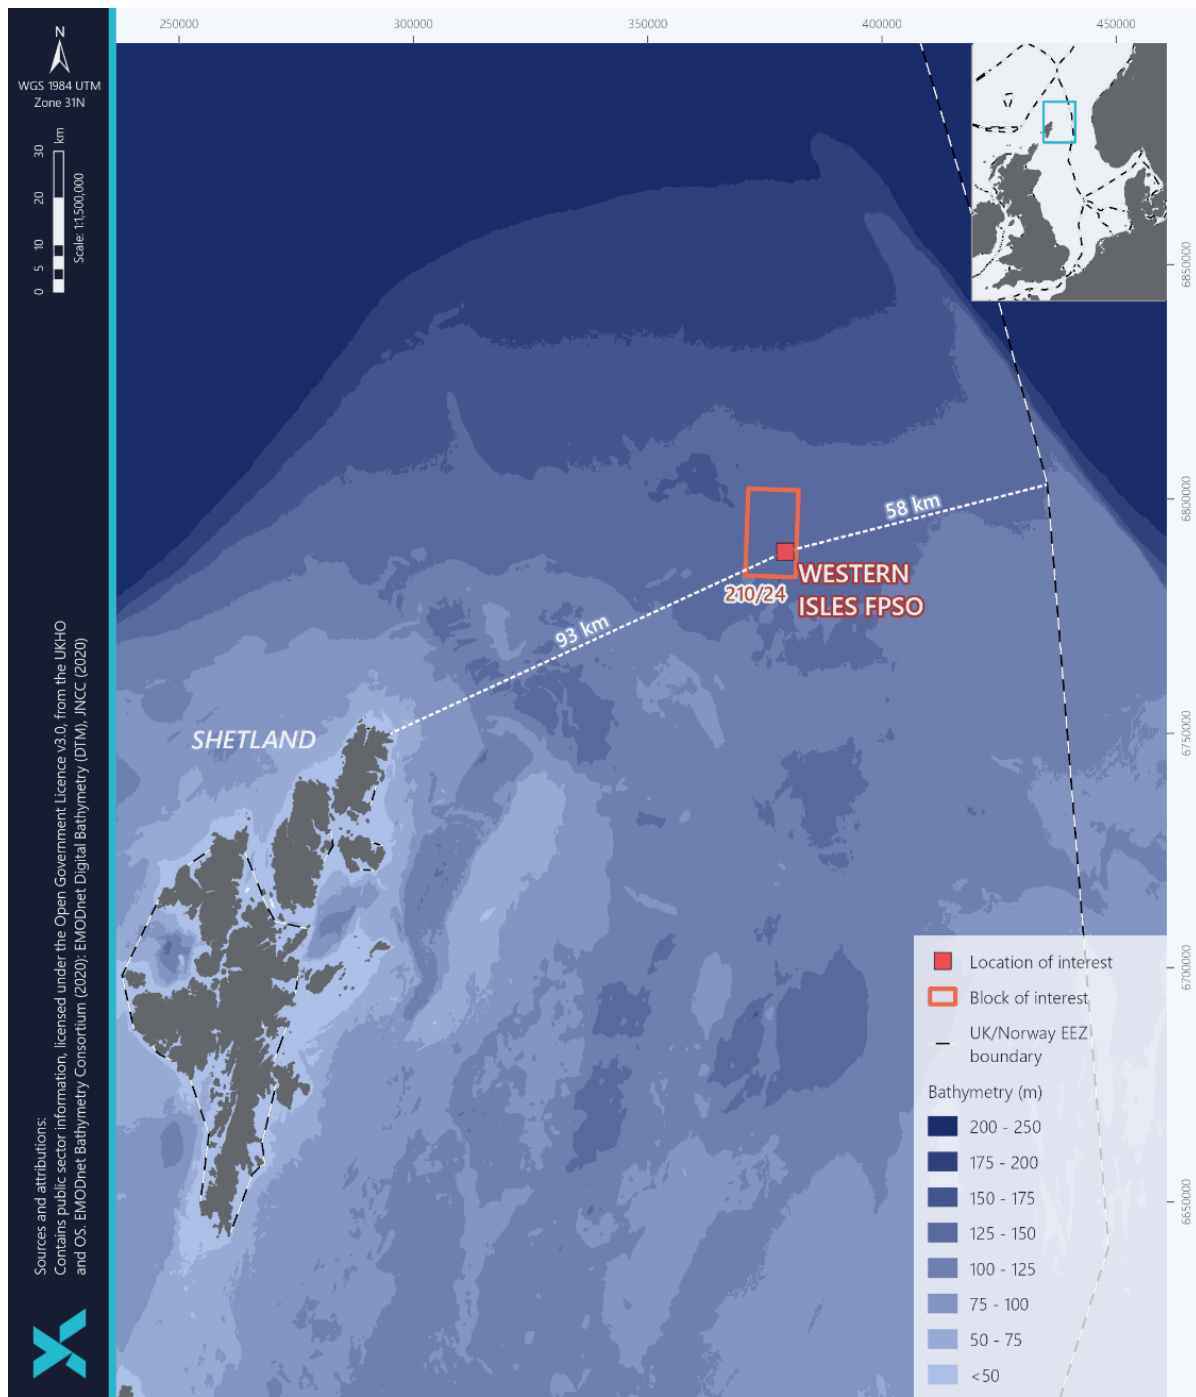 250000
300000
350000
400000
450000
N
WGS 1984 UTM
Zone 31N
km
30
20
10
5
0
Scale: 1:1,500,000
6850000
6800000
6750000
6700000
6650000
58 km
WESTERN
ISLES FPSO
210/24
93 km
SHETLAND
Location of interest
Block of interest
UK/Norway EEZ
boundary
Bathymetry (m)
200 - 250
175 - 200
150 - 175
125 - 150
100 - 125
75 - 100
50 - 75
<50
Sources and attributions:
Contains public sector information, licensed under the Open Government Licence v3.0, from the UKHO
and OS. EMODnet Bathymetry Consortium (2020): EMODnet Digital Bathymetry (DTM), JNCC (2020)